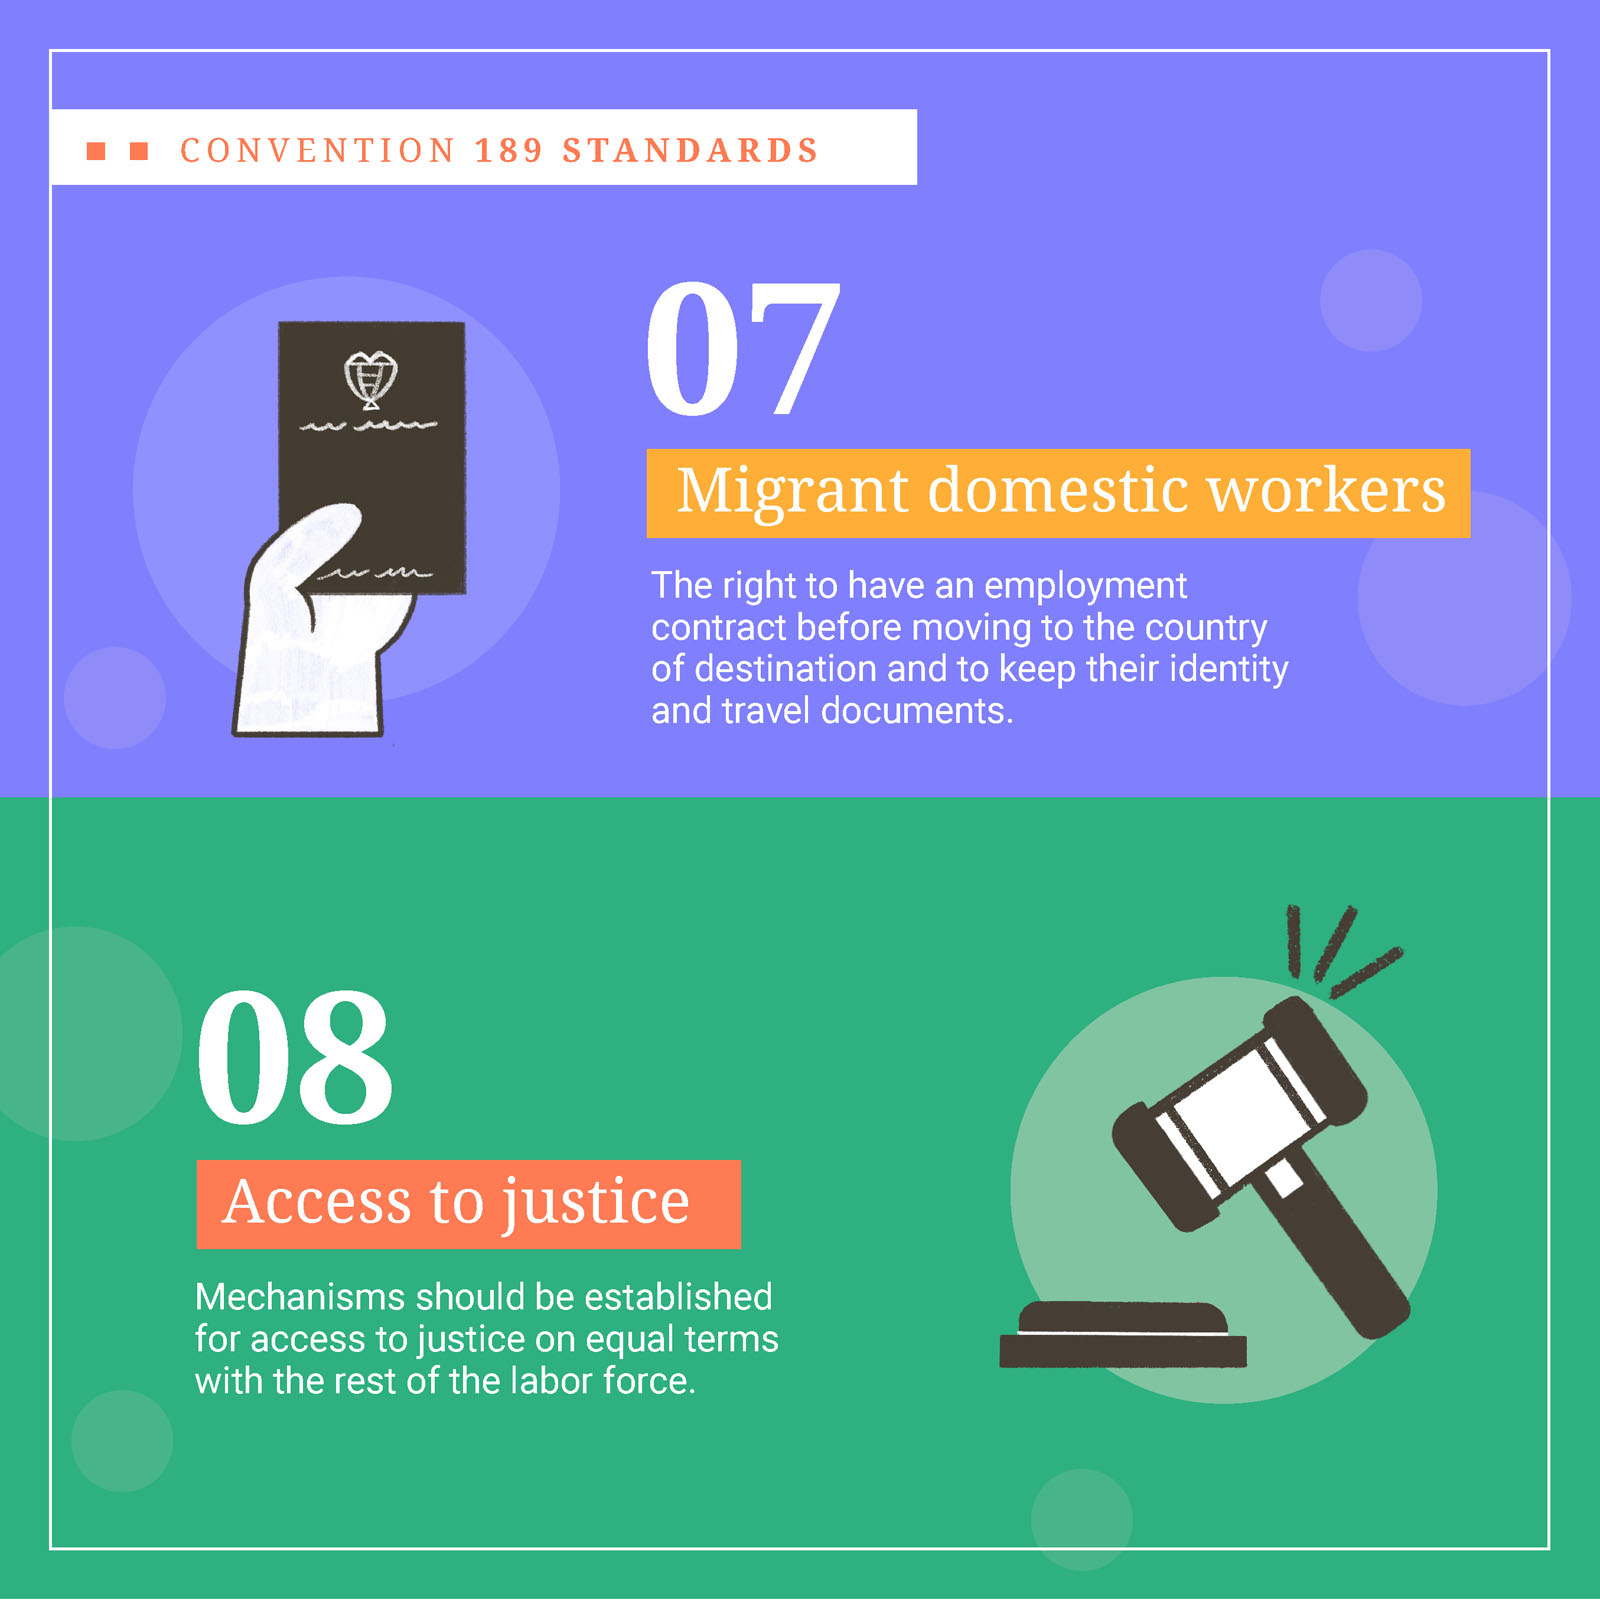 CONVENTION 189 STANDARDS
07
Migrant domestic workers
The right to have an employment
contract before moving to the country
of destination and to keep their identity
and travel documents.
08
Access to justice
Mechanisms should be established
for access to justice on equal terms
with the rest of the labor force.